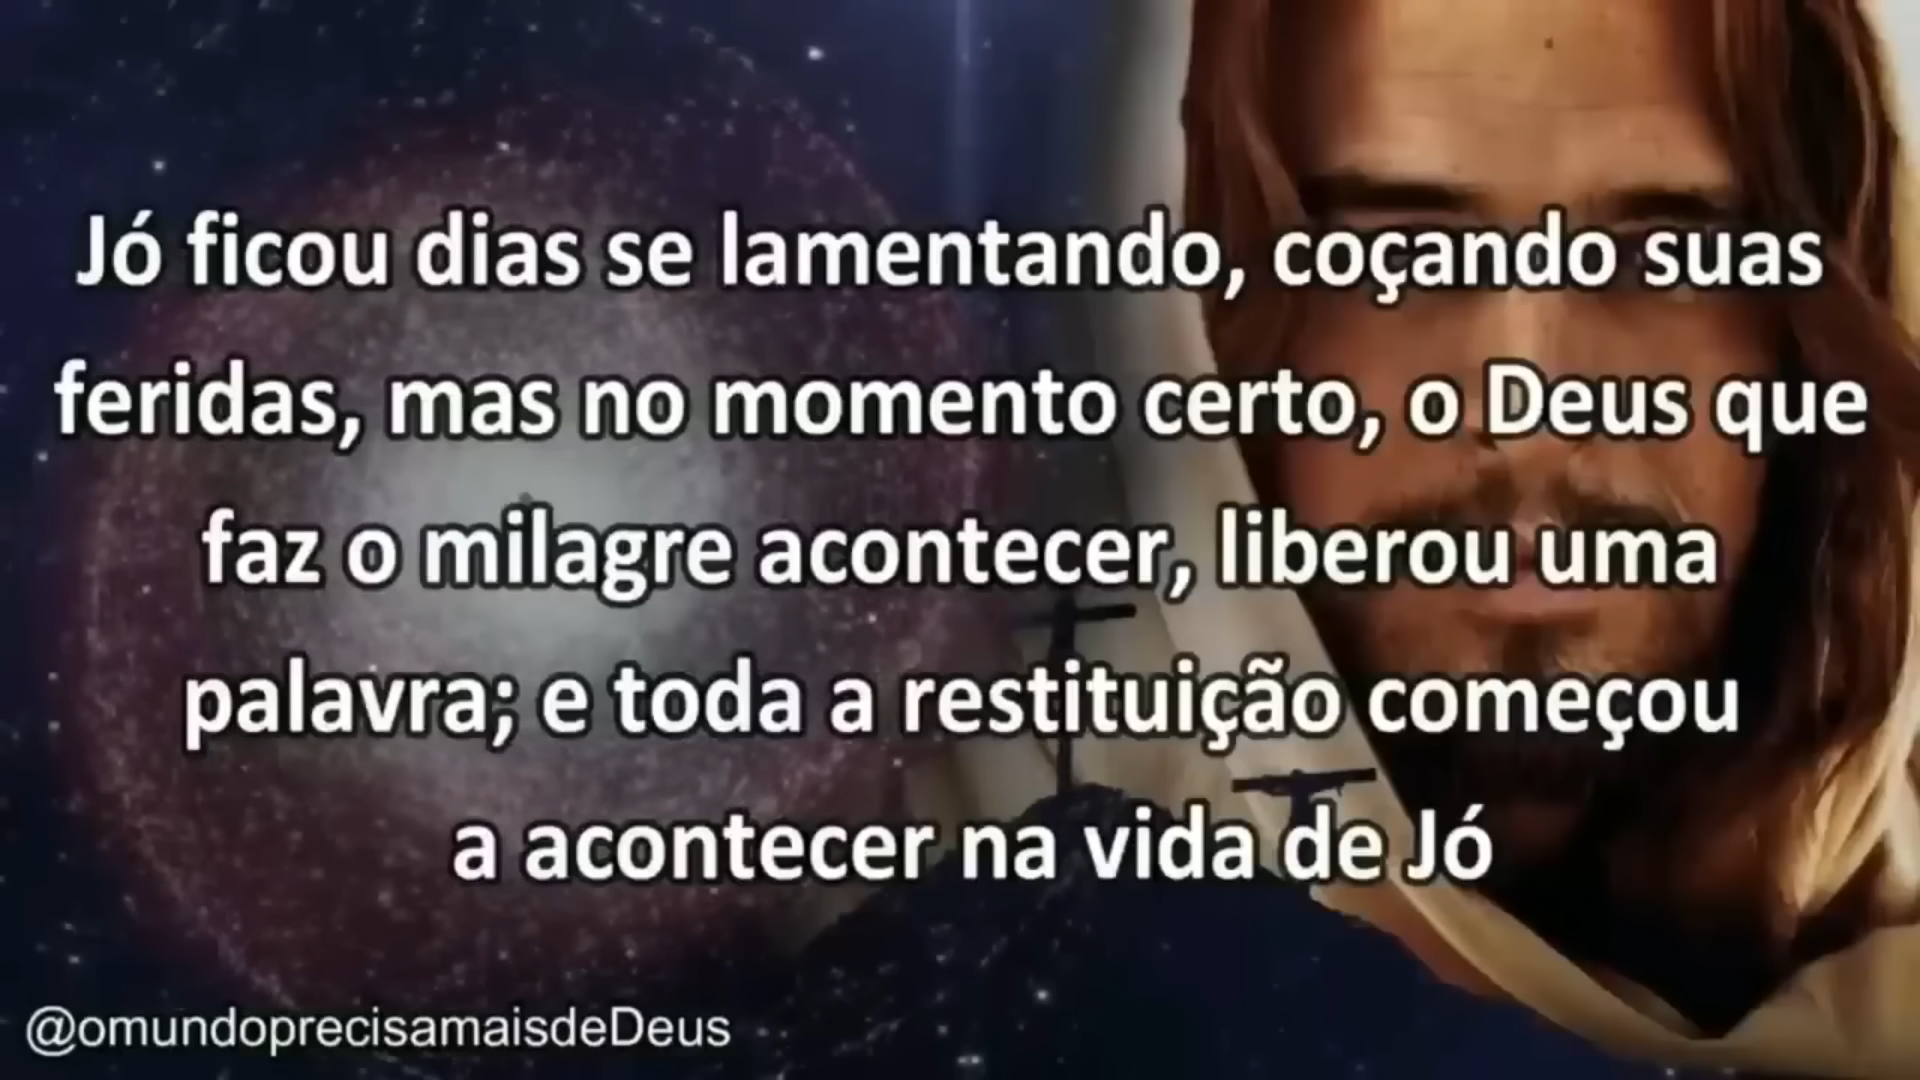 Jó ficou dias se lamentando, coçando suas
feridas, mas no momento certo, o Deus que
faz o milagre acontecer, liberou uma
palavra; e toda a restituição começou
a acontecer na vida de Jó
@omundoprecisamaisdeDeus